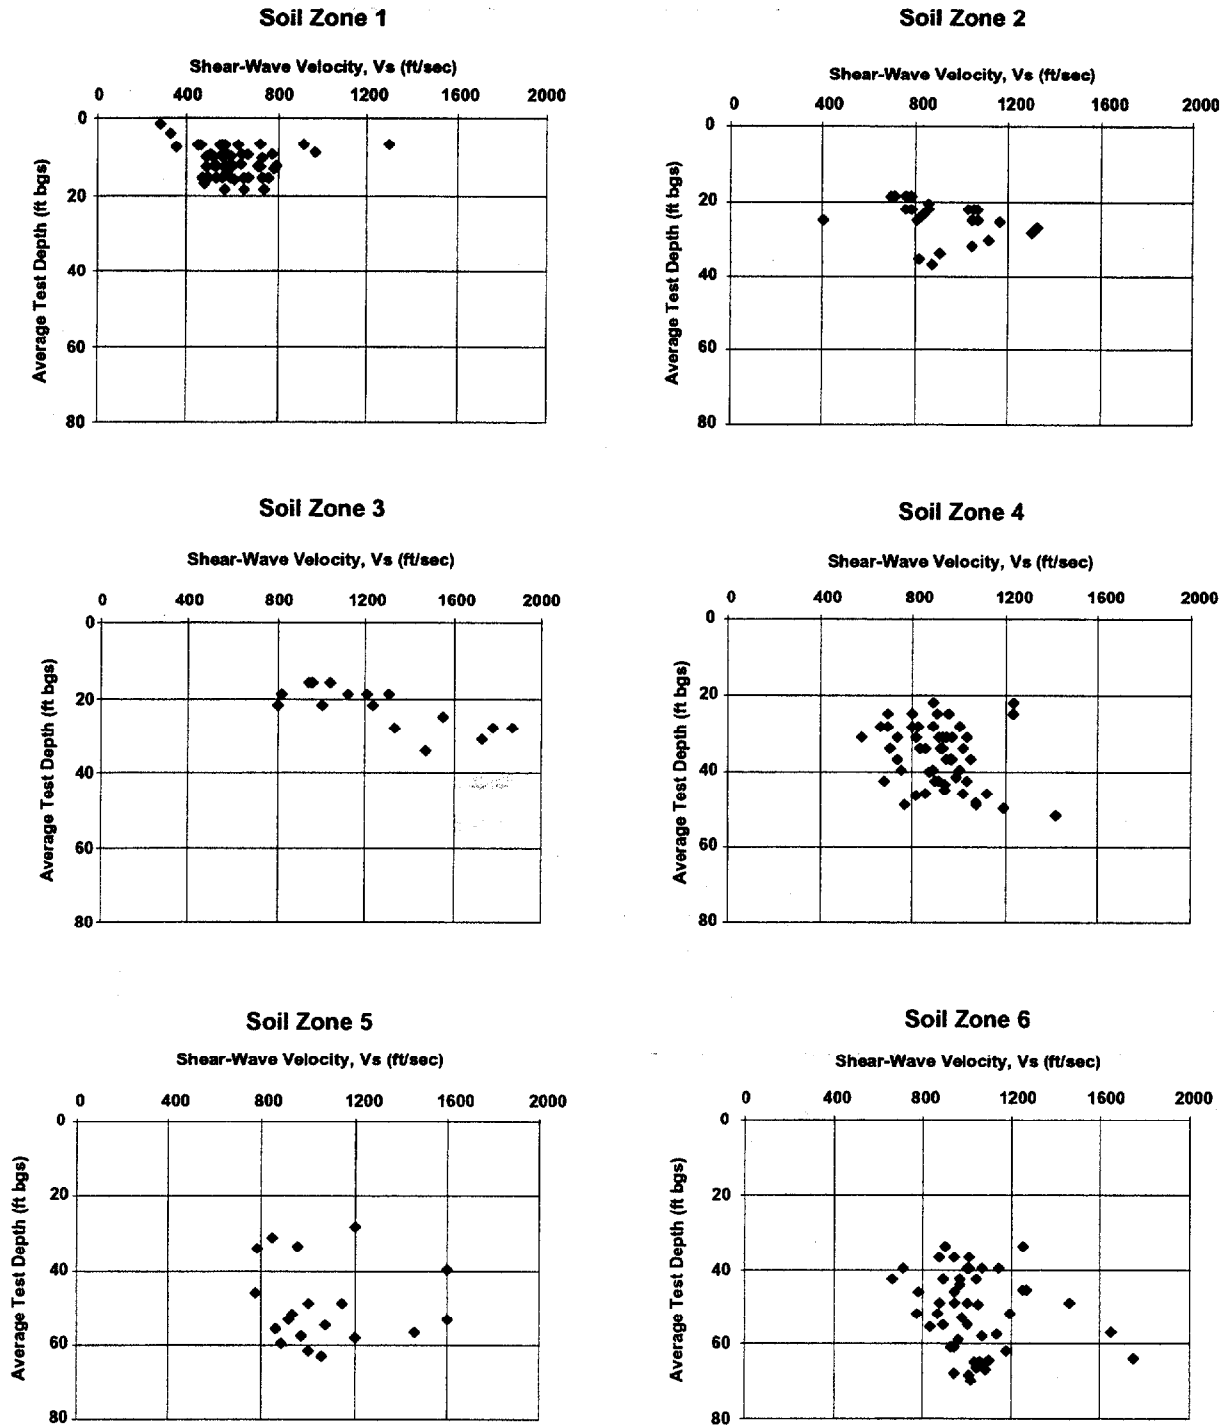 Soil Zone 1
Shear-Wave Velocity, Vs (ft/sec)
0 400 800 1200 1600 2000
Average Test Depth (ft bgs)
0
20
40
60
80
Soil Zone 2
Shear-Wave Velocity, Vs (ft/sec)
0 400 800 1200 1600 2000
Average Test Depth (ft bgs)
0
20
40
60
80
Soil Zone 3
Shear-Wave Velocity, Vs (ft/sec)
0 400 800 1200 1600 2000
Average Test Depth (ft bgs)
0
20
40
60
80
Soil Zone 4
Shear-Wave Velocity, Vs (ft/sec)
0 400 800 1200 1600 2000
Average Test Depth (ft bgs)
0
20
40
60
80
Soil Zone 5
Shear-Wave Velocity, Vs (ft/sec)
0 400 800 1200 1600 2000
Average Test Depth (ft bgs)
0
20
40
60
80
Soil Zone 6
Shear-Wave Velocity, Vs (ft/sec)
0 400 800 1200 1600 2000
Average Test Depth (ft bgs)
0
20
40
60
80